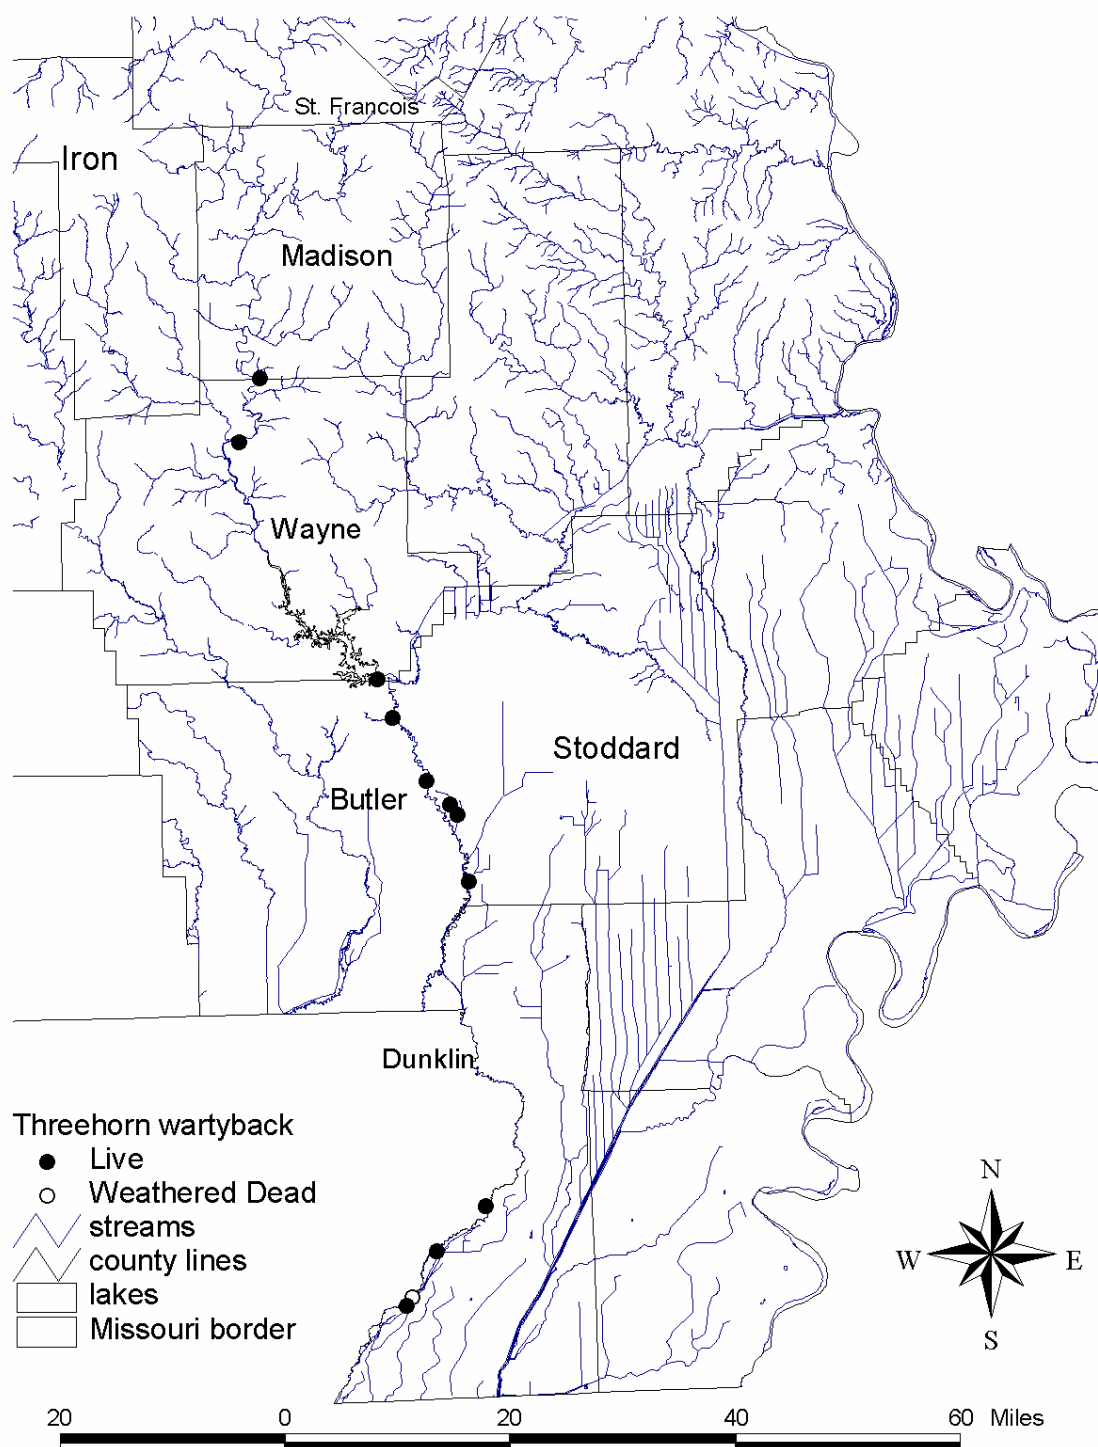 St. Francois
Iron
Madison
Wayne
Stoddard
Butler
Dunklin
Threehorn wartyback
Live
Weathered Dead
streams
county lines
lakes
Missouri border
N
W E
S
20 0 20 40 60 Miles